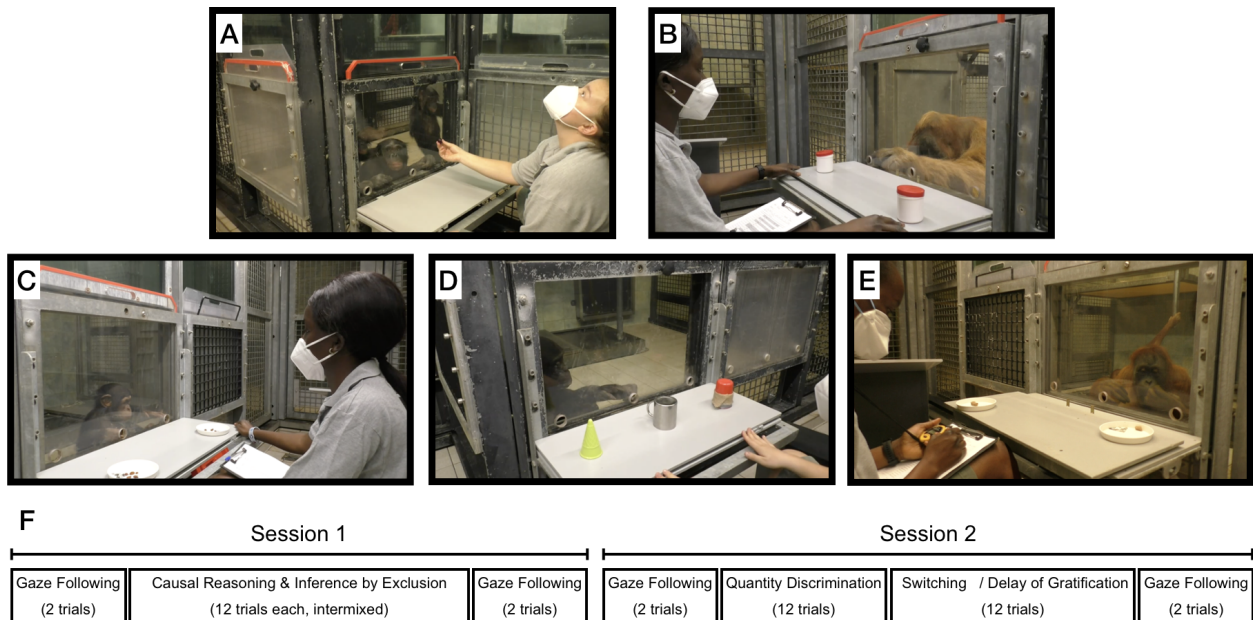 A
B
C
D
E
F
Session 1
Session 2
Gaze Following
(2 trials)
Causal Reasoning & Inference by Exclusion
(12 trials each, intermixed)
Gaze Following
(2 trials)
Gaze Following
(2 trials)
Quantity Discrimination
(12 trials)
Switching / Delay of Gratification
(12 trials)
Gaze Following
(2 trials)